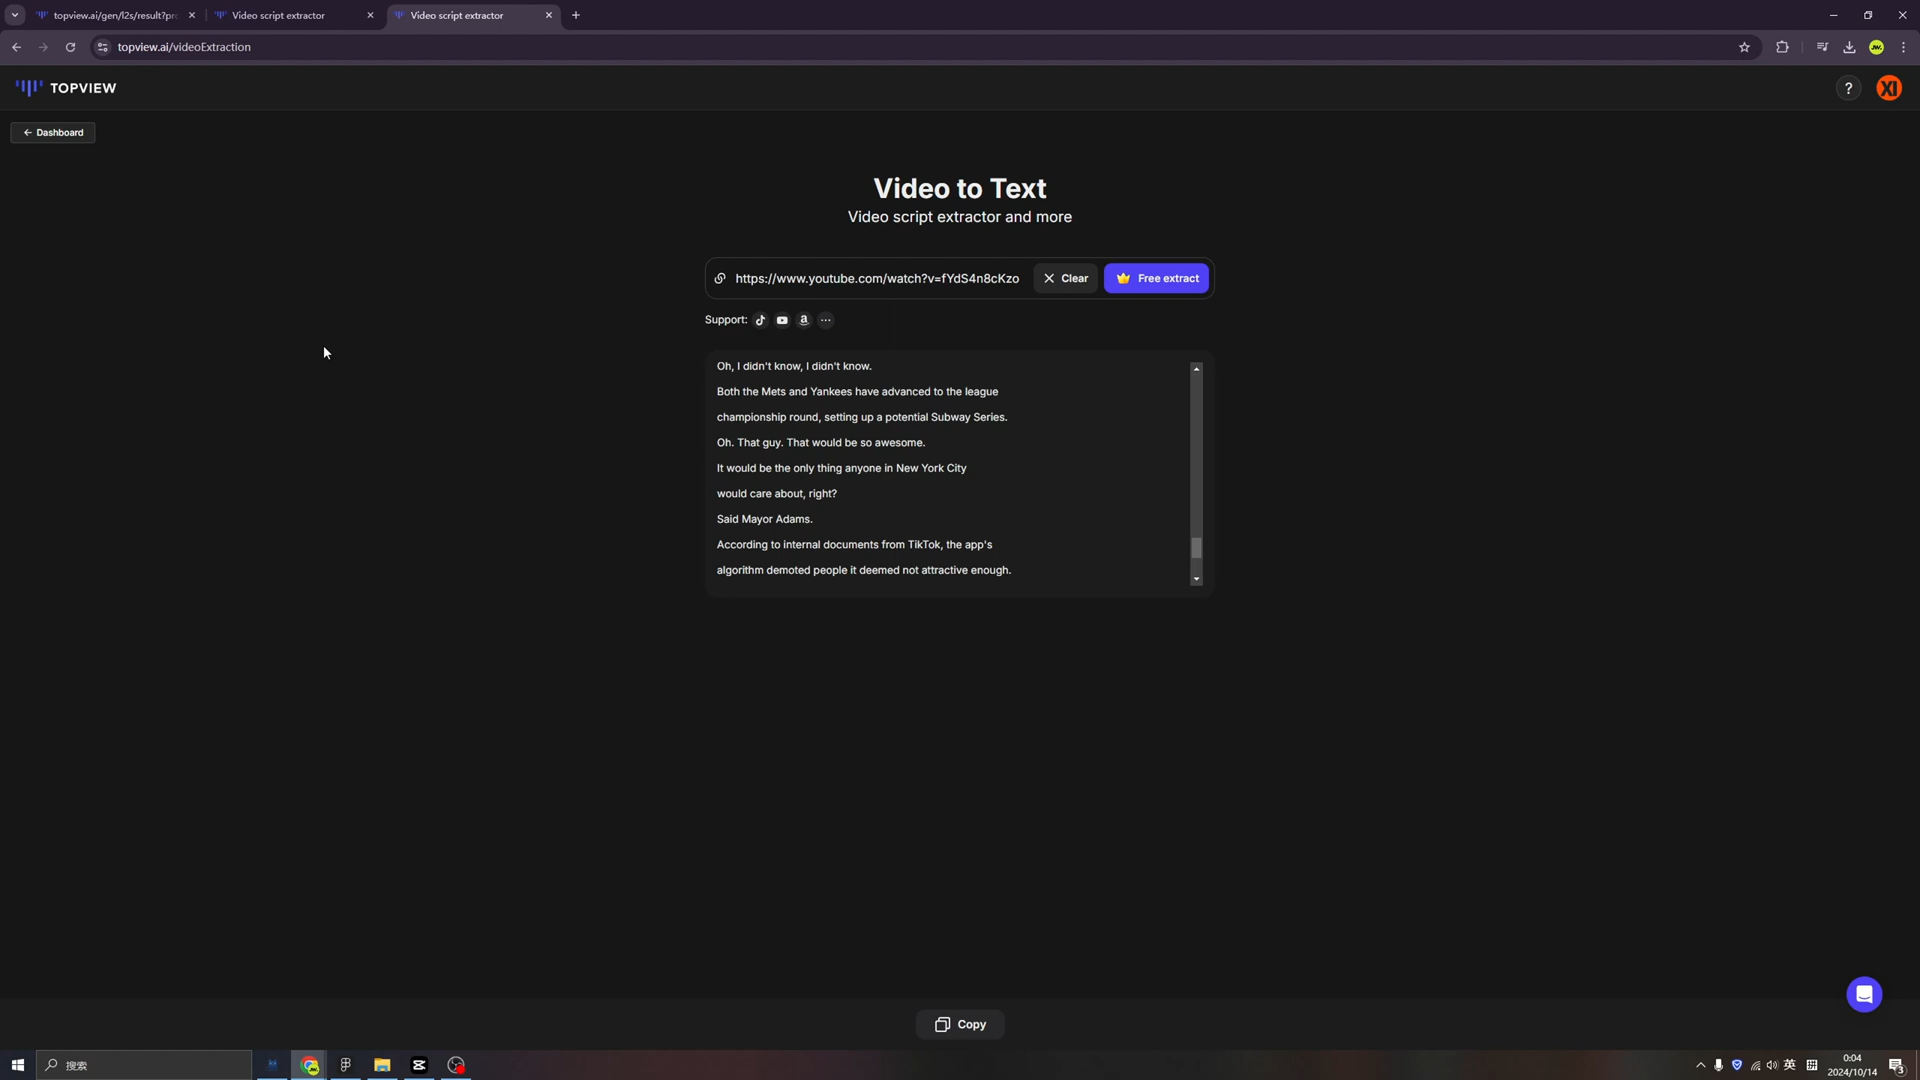 topview.ai/gen/l2s/result?pr
Video script extractor
Video script extractor
topview.ai/videoExtraction
TOPVIEW
?
XI
← Dashboard
Video to Text
Video script extractor and more
https://www.youtube.com/watch?v=fYdS4n8cKzo
Clear
Free extract
Support:
Oh, I didn't know, I didn't know.
Both the Mets and Yankees have advanced to the league
championship round, setting up a potential Subway Series.
Oh. That guy. That would be so awesome.
It would be the only thing anyone in New York City
would care about, right?
Said Mayor Adams.
According to internal documents from TikTok, the app's
algorithm demoted people it deemed not attractive enough.
Copy
搜索
英
拼
0:04
2024/10/14
3